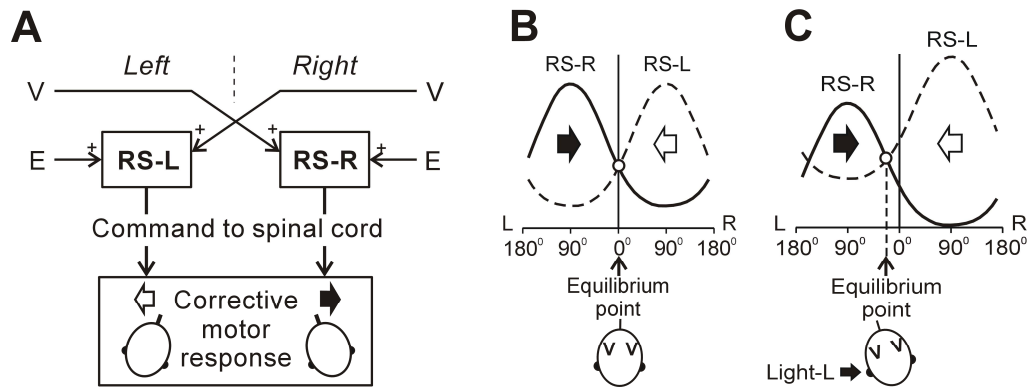 A
Left Right
V V
+ +
+ +
E RS-L RS-R E
Command to spinal cord
Corrective
motor
response
B
RS-R RS-L
L R
180⁰ 90⁰ 0⁰ 90⁰ 180⁰
Equilibrium
point
V V
C
RS-L
RS-R
L R
180⁰ 90⁰ 0⁰ 90⁰ 180⁰
Equilibrium
point
V V
Light-L